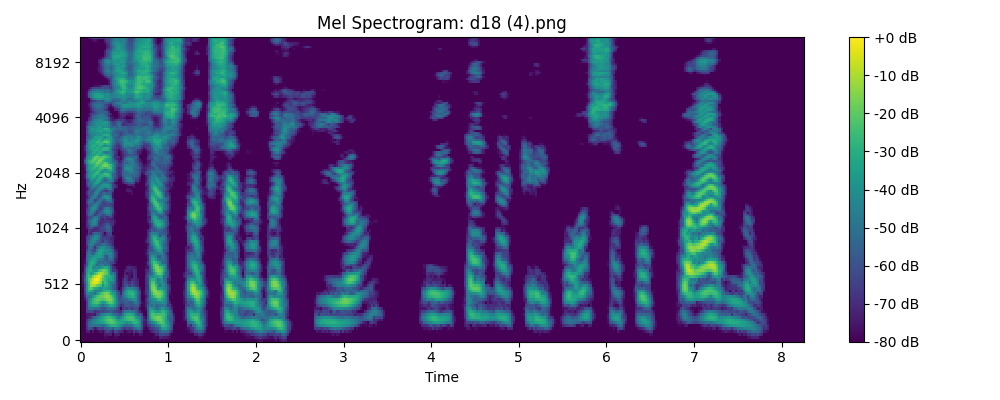 Mel Spectrogram: d18 (4).png
8192
4096
2048
1024
512
0
Hz
0 1 2 3 4 5 6 7 8
Time
+0 dB
-10 dB
-20 dB
-30 dB
-40 dB
-50 dB
-60 dB
-70 dB
-80 dB